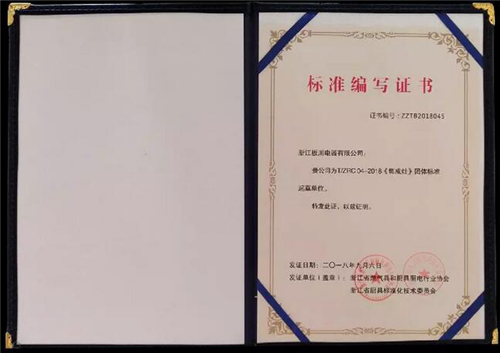 标准编写证书
证书编号:ZZTB2018045
浙江板川电器有限公司:
贵公司为T/ZRC 04-2018《集成灶》团体标准
起草单位。
特发此证,以兹证明。
发证日期:二〇一八年九月六日
发证单位(盖章):浙江省燃气具和厨具厨电行业协会
浙江省厨具标准化技术委员会